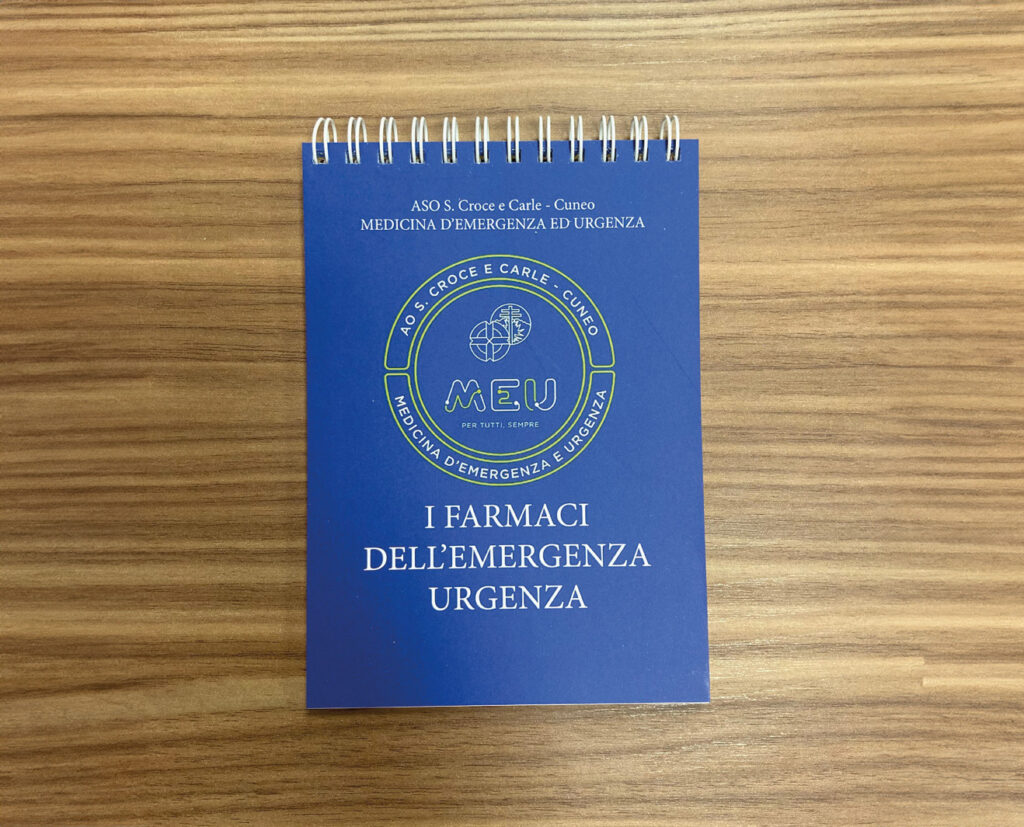 ASO S. Croce e Carle - Cuneo
MEDICINA D'EMERGENZA ED URGENZA
AO S. CROCE E CARLE - CUNEO
MEU
PER TUTTI, SEMPRE
MEDICINA D'EMERGENZA E URGENZA
I FARMACI
DELL'EMERGENZA
URGENZA